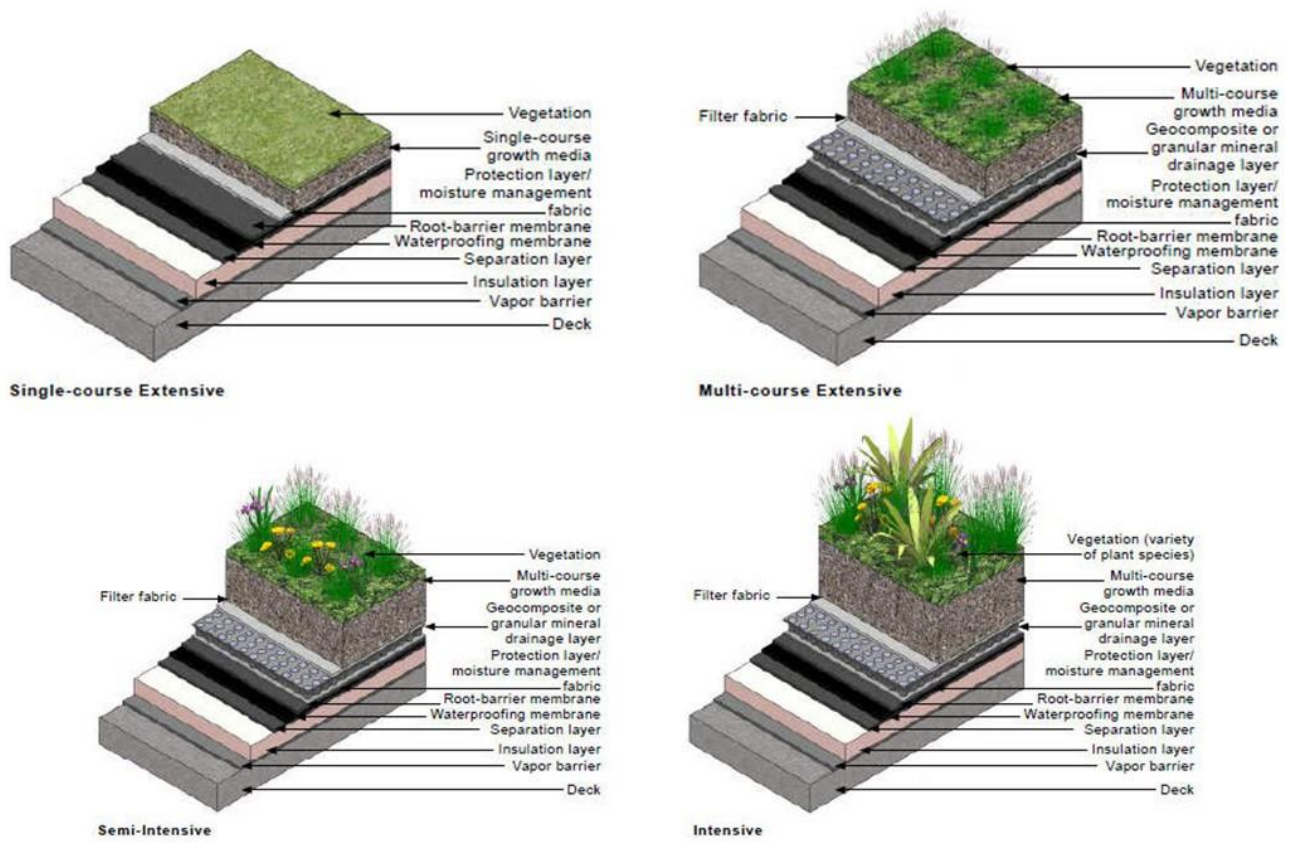 Vegetation
Single-course
growth media
Protection layer/
moisture management
fabric
Root-barrier membrane
Waterproofing membrane
Separation layer
Insulation layer
Vapor barrier
Deck
Single-course Extensive
Filter fabric
Vegetation
Multi-course
growth media
Geocomposite or
granular mineral
drainage layer
Protection layer/
moisture management
fabric
Root-barrier membrane
Waterproofing membrane
Separation layer
Insulation layer
Vapor barrier
Deck
Multi-course Extensive
Filter fabric
Vegetation
Multi-course
growth media
Geocomposite or
granular mineral
drainage layer
Protection layer/
moisture management
fabric
Root-barrier membrane
Waterproofing membrane
Separation layer
Insulation layer
Vapor barrier
Deck
Semi-Intensive
Filter fabric
Vegetation (variety
of plant species)
Multi-course
growth media
Geocomposite or
granular mineral
drainage layer
Protection layer/
moisture management
fabric
Root-barrier membrane
Waterproofing membrane
Separation layer
Insulation layer
Vapor barrier
Deck
Intensive